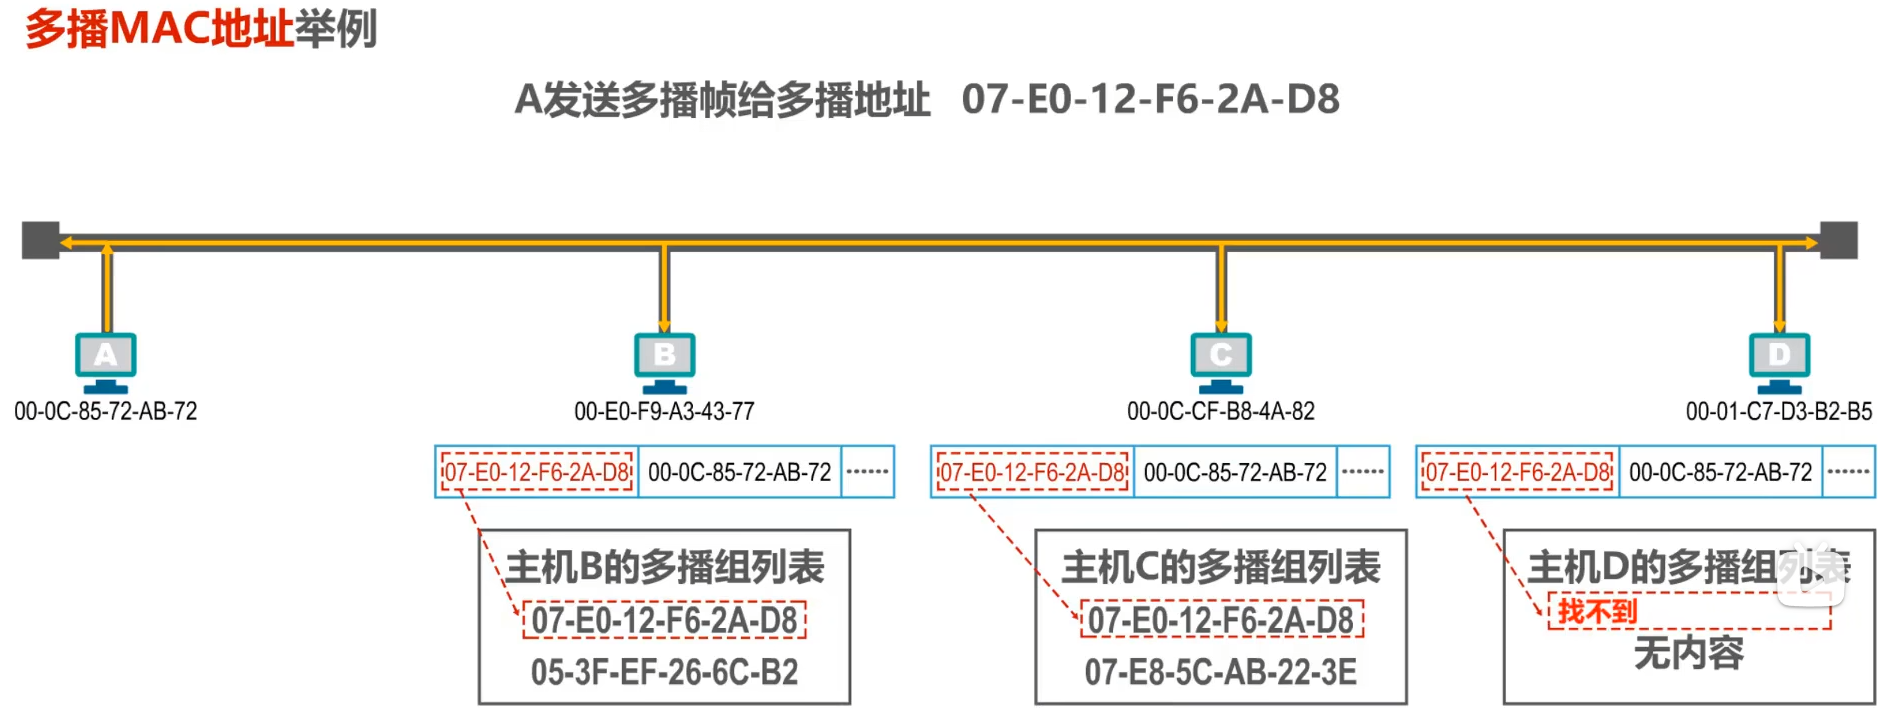 多播MAC地址举例
A发送多播帧给多播地址 07-E0-12-F6-2A-D8
A
B
C
D
00-0C-85-72-AB-72
00-E0-F9-A3-43-77
00-0C-CF-B8-4A-82
00-01-C7-D3-B2-B5
07-E0-12-F6-2A-D8 00-0C-85-72-AB-72 ······
07-E0-12-F6-2A-D8 00-0C-85-72-AB-72 ······
07-E0-12-F6-2A-D8 00-0C-85-72-AB-72 ······
主机B的多播组列表
07-E0-12-F6-2A-D8
05-3F-EF-26-6C-B2
主机C的多播组列表
07-E0-12-F6-2A-D8
07-E8-5C-AB-22-3E
主机D的多播组列表
找不到
无内容